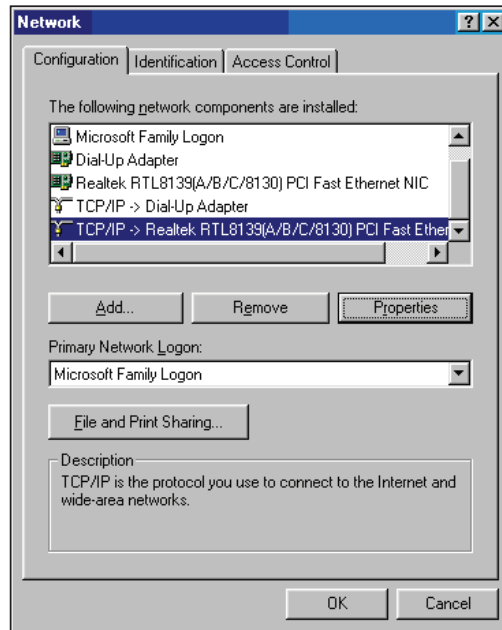 Network
Configuration Identification Access Control
The following network components are installed:
Microsoft Family Logon
Dial-Up Adapter
Realtek RTL8139(A/B/C/8130) PCI Fast Ethernet NIC
TCP/IP -> Dial-Up Adapter
TCP/IP -> Realtek RTL8139(A/B/C/8130) PCI Fast Ether
Add... Remove Properties
Primary Network Logon:
Microsoft Family Logon
File and Print Sharing...
Description
TCP/IP is the protocol you use to connect to the Internet and
wide-area networks.
OK Cancel